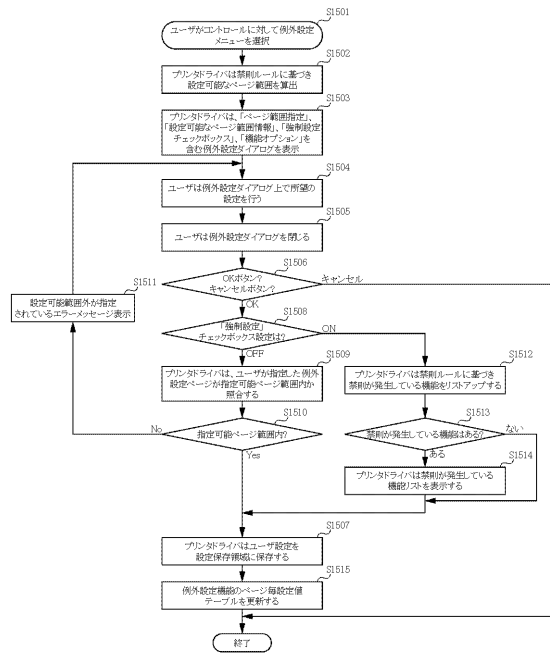 S1501
ユーザがコントロールに対して例外設定
メニューを選択
S1502
プリンタドライバは禁則ルールに基づき
設定可能なページ範囲を算出
S1503
プリンタドライバは、「ページ範囲指定」、
「設定可能なページ範囲情報」、「強制設定
チェックボックス」、「機能オプション」を
含む例外設定ダイアログを表示
S1504
ユーザは例外設定ダイアログ上で所望の
設定を行う
S1505
ユーザは例外設定ダイアログを閉じる
S1506
OKボタン?
キャンセルボタン?
キャンセル
OK
S1511
設定可能範囲外が指定
されているエラーメッセージ表示
S1508
「強制設定」
チェックボックス設定は?
ON
OFF
S1509
プリンタドライバは、ユーザが指定した例外
設定ページが指定可能ページ範囲内か
照合する
S1512
プリンタドライバは禁則ルールに基づき
禁則が発生している機能をリストアップする
S1510
指定可能ページ範囲内?
No
Yes
S1513
禁則が発生している機能はある?
ない
ある
S1514
プリンタドライバは禁則が発生している
機能リストを表示する
S1507
プリンタドライバはユーザ設定を
設定保存領域に保存する
S1515
例外設定機能のページ毎設定値
テーブルを更新する
終了